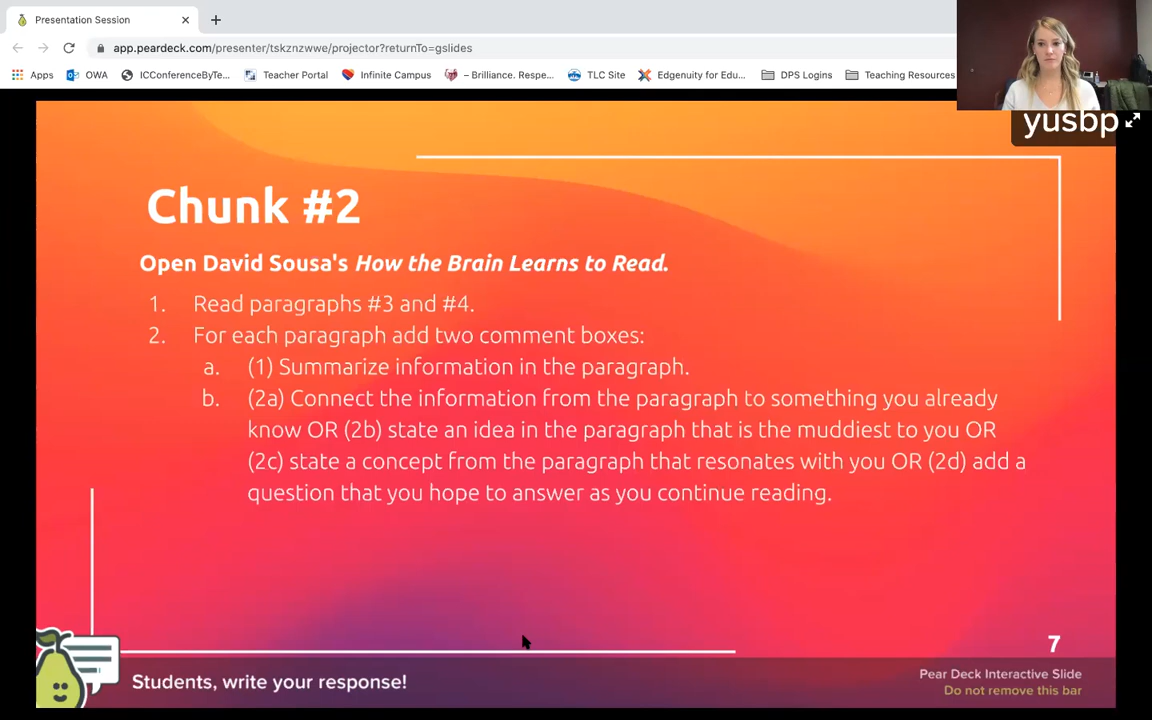 Presentation Session
app.peardeck.com/presenter/tskznzwwe/projector?returnTo=gslides
Apps OWA ICConferenceByTe... Teacher Portal Infinite Campus – Brilliance. Respe... TLC Site Edgenuity for Edu... DPS Logins Teaching Resources
yusbp
Chunk #2
Open David Sousa's How the Brain Learns to Read.
1. Read paragraphs #3 and #4.
2. For each paragraph add two comment boxes:
a. (1) Summarize information in the paragraph.
b. (2a) Connect the information from the paragraph to something you already
know OR (2b) state an idea in the paragraph that is the muddiest to you OR
(2c) state a concept from the paragraph that resonates with you OR (2d) add a
question that you hope to answer as you continue reading.
7
Students, write your response!
Pear Deck Interactive Slide
Do not remove this bar